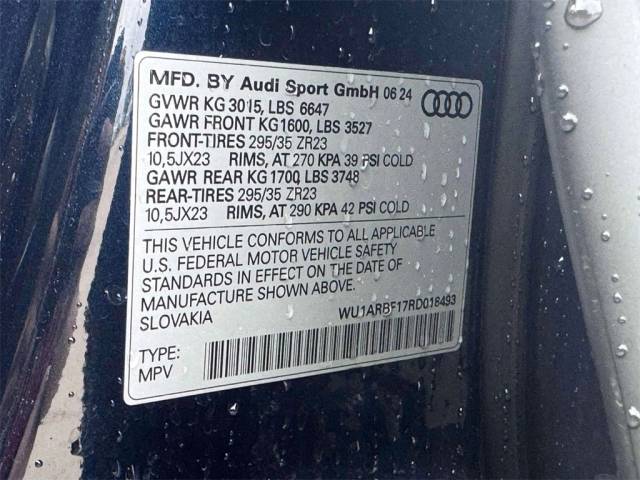 MFD. BY Audi Sport GmbH 06 24
GVWR KG 3015, LBS 6647
GAWR FRONT KG1600, LBS 3527
FRONT-TIRES 295/35 ZR23
10,5JX23 RIMS, AT 270 KPA 39 PSI COLD
GAWR REAR KG 1700, LBS 3748
REAR-TIRES 295/35 ZR23
10,5JX23 RIMS, AT 290 KPA 42 PSI COLD
THIS VEHICLE CONFORMS TO ALL APPLICABLE
U.S. FEDERAL MOTOR VEHICLE SAFETY
STANDARDS IN EFFECT ON THE DATE OF
MANUFACTURE SHOWN ABOVE.
SLOVAKIA WU1ARBF17RD018493
TYPE:
MPV